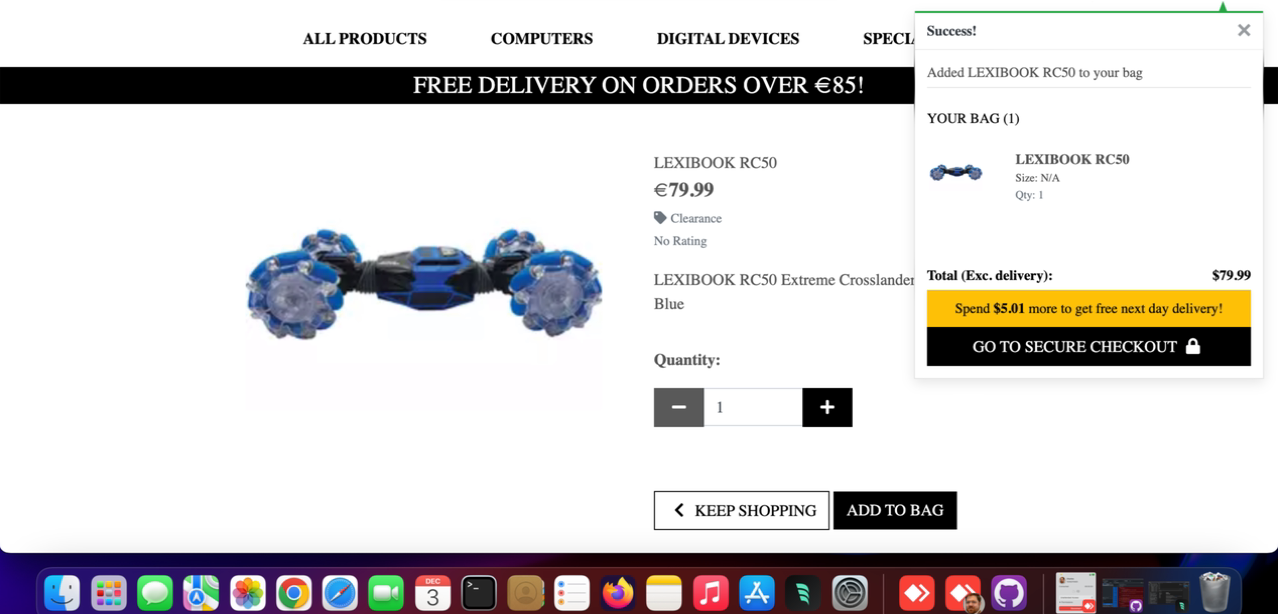 ALL PRODUCTS
COMPUTERS
DIGITAL DEVICES
FREE DELIVERY ON ORDERS OVER €85!
LEXIBOOK RC50
€79.99
Clearance
No Rating
LEXIBOOK RC50 Extreme Crosslander
Blue
Quantity:
1
KEEP SHOPPING
ADD TO BAG
Success!
Added LEXIBOOK RC50 to your bag
YOUR BAG (1)
LEXIBOOK RC50
Size: N/A
Qty: 1
Total (Exc. delivery): $79.99
Spend $5.01 more to get free next day delivery!
GO TO SECURE CHECKOUT
DEC
3